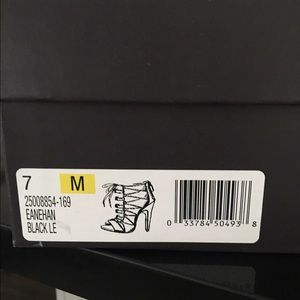 7 M
25008854-169
EANEHAN
BLACK LE
0 33784 50493 8